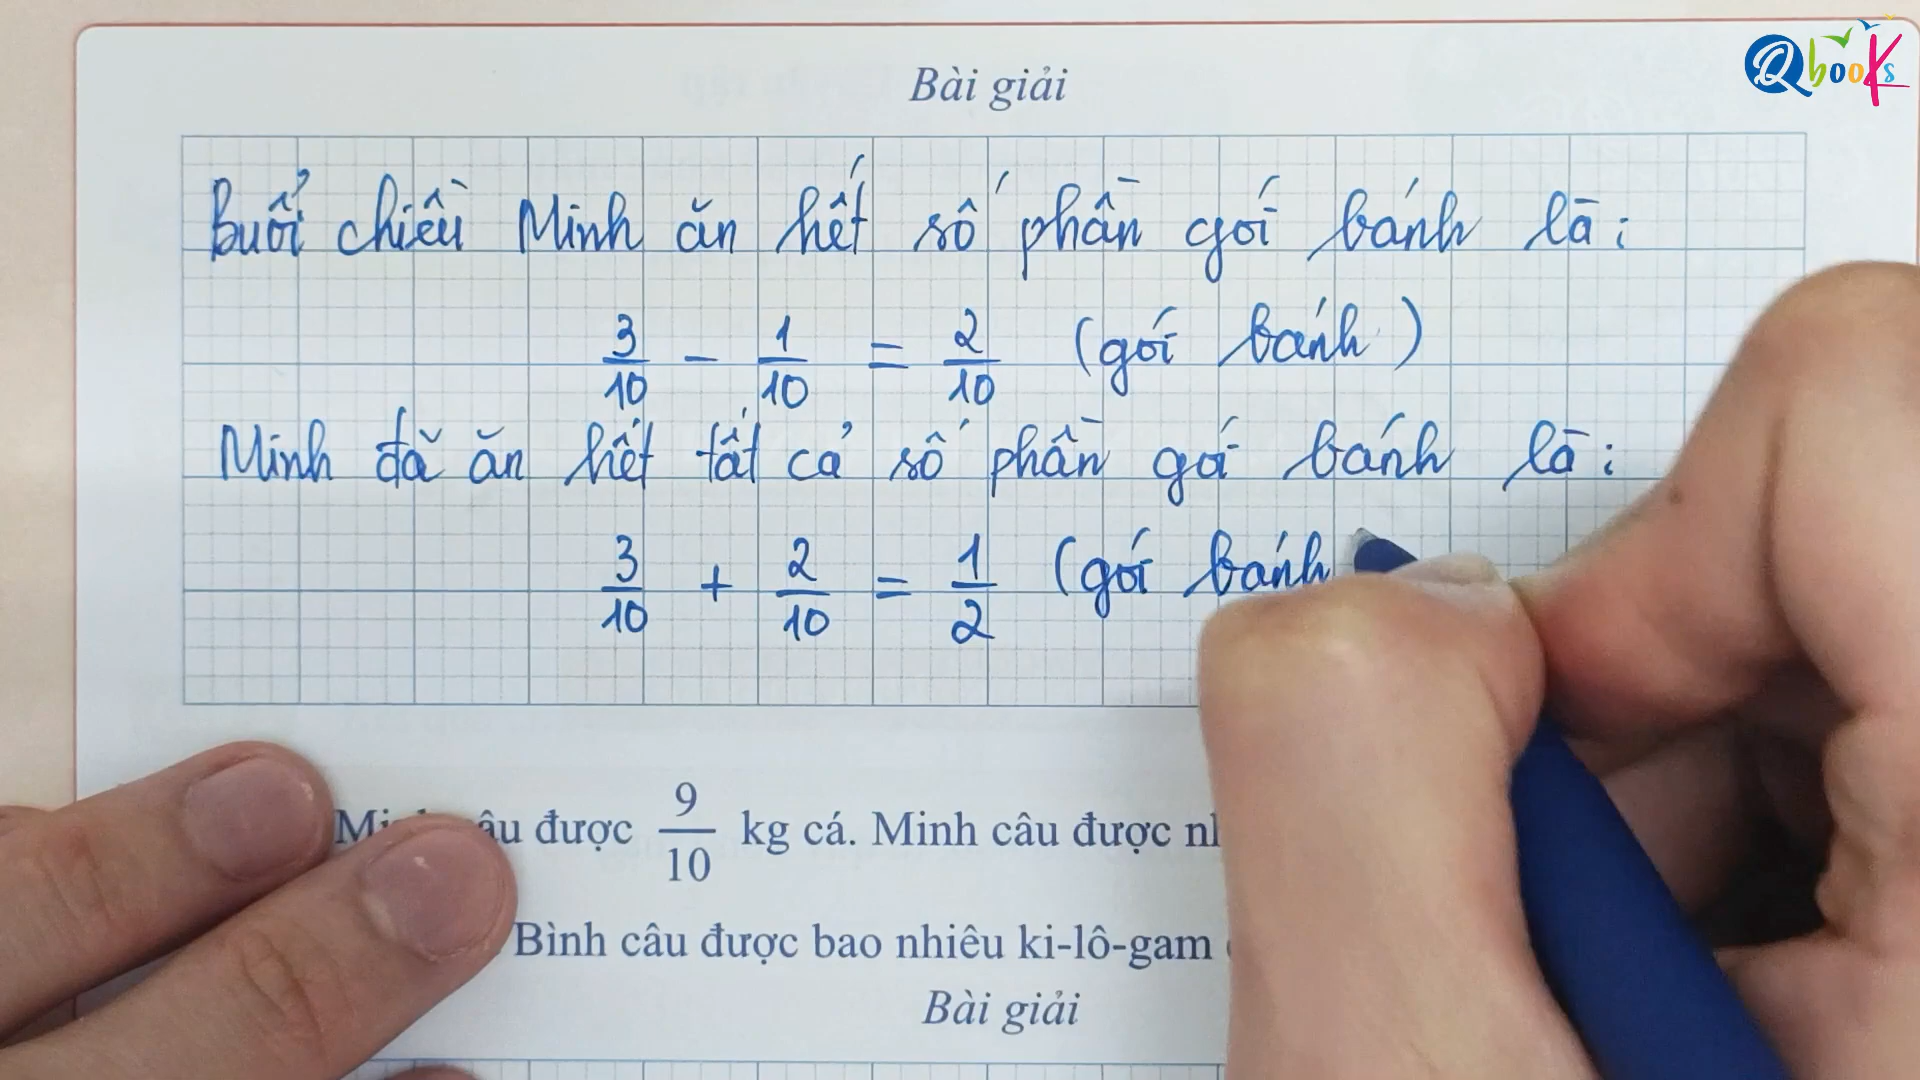 Qbooks
Bài giải
Buổi chiều Minh ăn hết số phần gói bánh là:
3/10 - 1/10 = 2/10 (gói bánh)
Minh đã ăn hết tất cả số phần gói bánh là:
3/10 + 2/10 = 1/2 (gói bánh
được 9/10 kg cá. Minh câu được
Bình câu được bao nhiêu ki-lô-gam
Bài giải